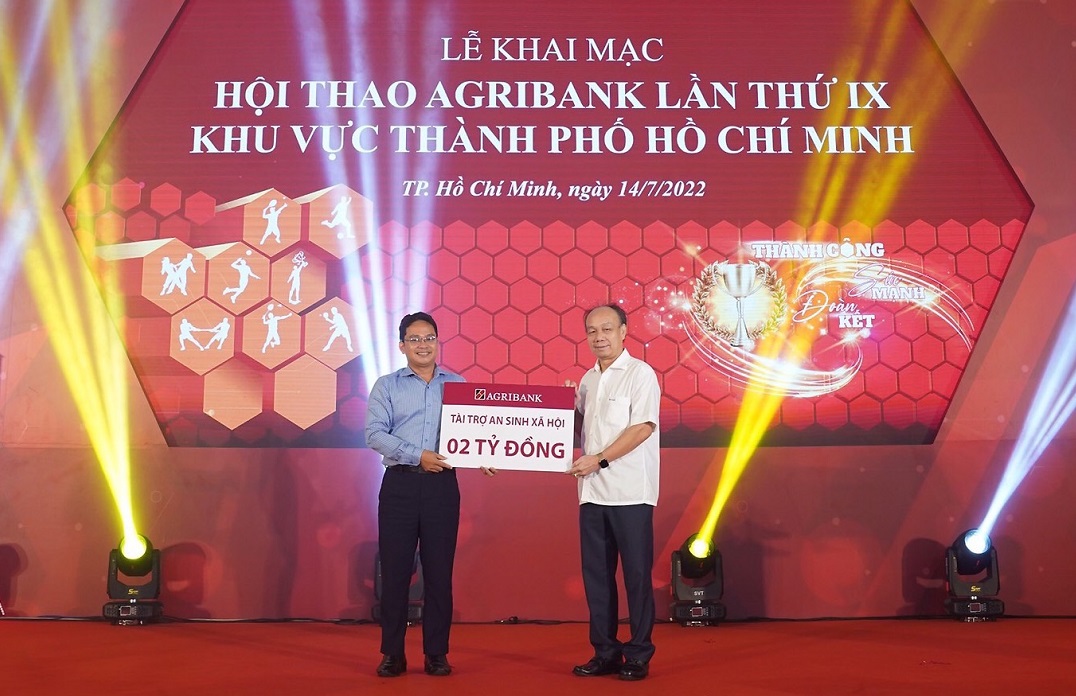 LỄ KHAI MẠC
HỘI THAO AGRIBANK LẦN THỨ IX
KHU VỰC THÀNH PHỐ HỒ CHÍ MINH
TP. Hồ Chí Minh, ngày 14/7/2022
THÀNH CÔNG
MẠNH
Đoàn
KẾT
AGRIBANK
TÀI TRỢ AN SINH XÃ HỘI
02 TỶ ĐỒNG
SVT